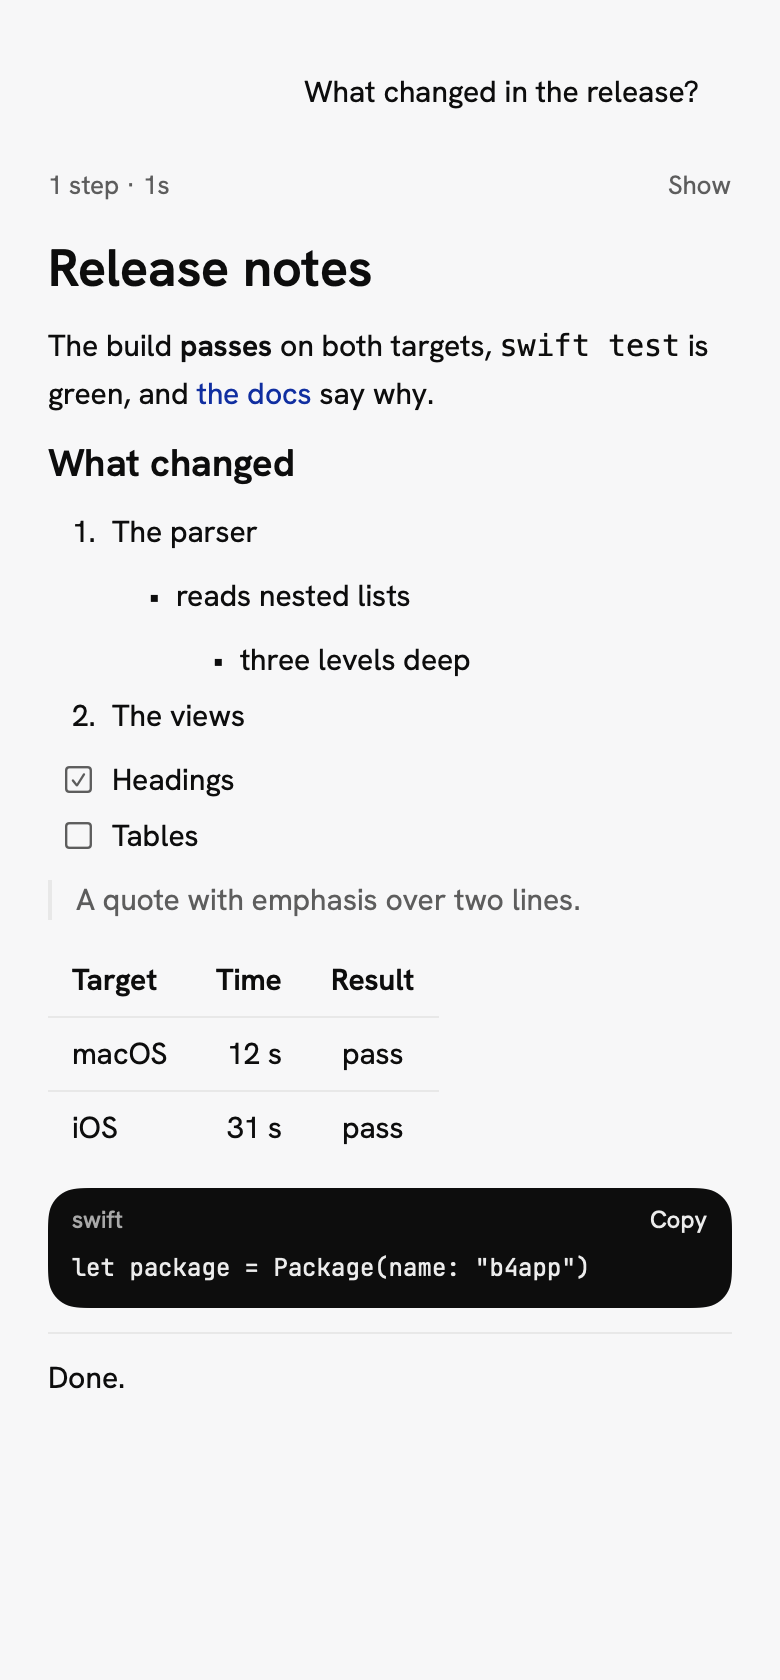 What changed in the release?
1 step · 1s Show
Release notes
The build passes on both targets, swift test is
green, and the docs say why.
What changed
1. The parser
▪ reads nested lists
▪ three levels deep
2. The views
Headings
Tables
A quote with emphasis over two lines.
Target Time Result
macOS 12 s pass
iOS 31 s pass
swift Copy
let package = Package(name: "b4app")
Done.